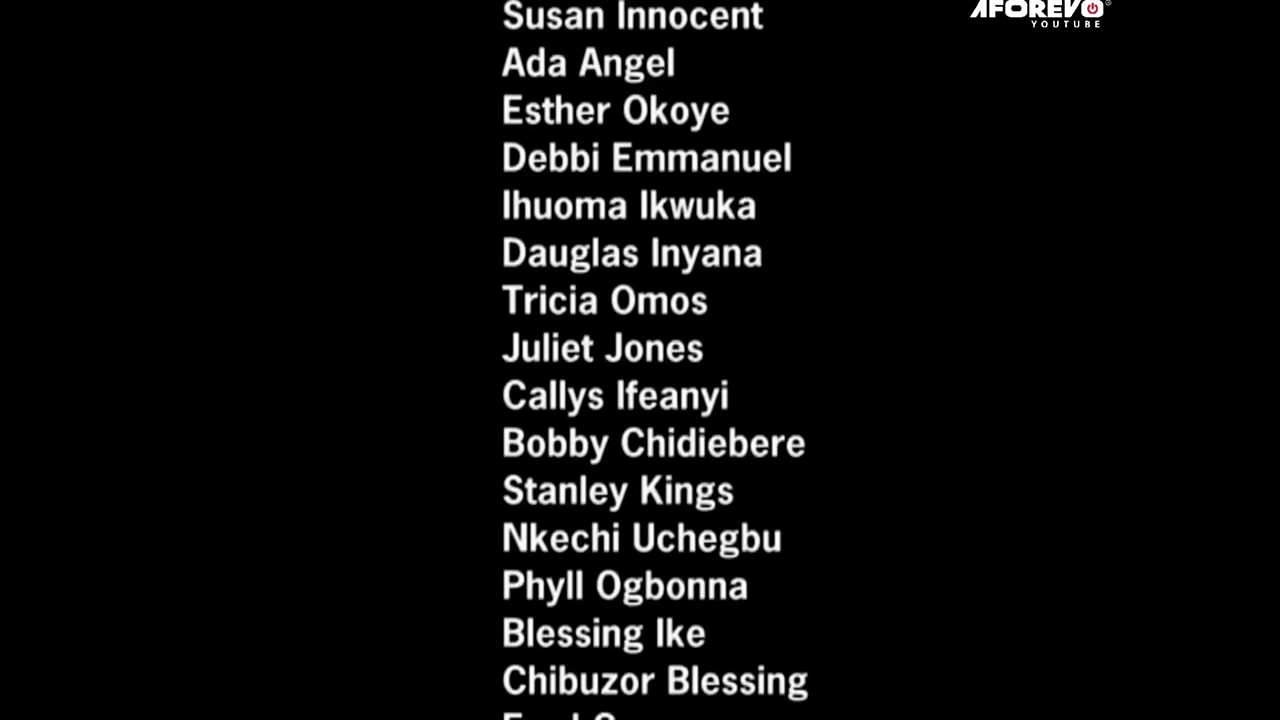 Susan Innocent
AFOREVO
YOUTUBE
Ada Angel
Esther Okoye
Debbi Emmanuel
Ihuoma Ikwuka
Dauglas Inyana
Tricia Omos
Juliet Jones
Callys Ifeanyi
Bobby Chidiebere
Stanley Kings
Nkechi Uchegbu
Phyll Ogbonna
Blessing Ike
Chibuzor Blessing